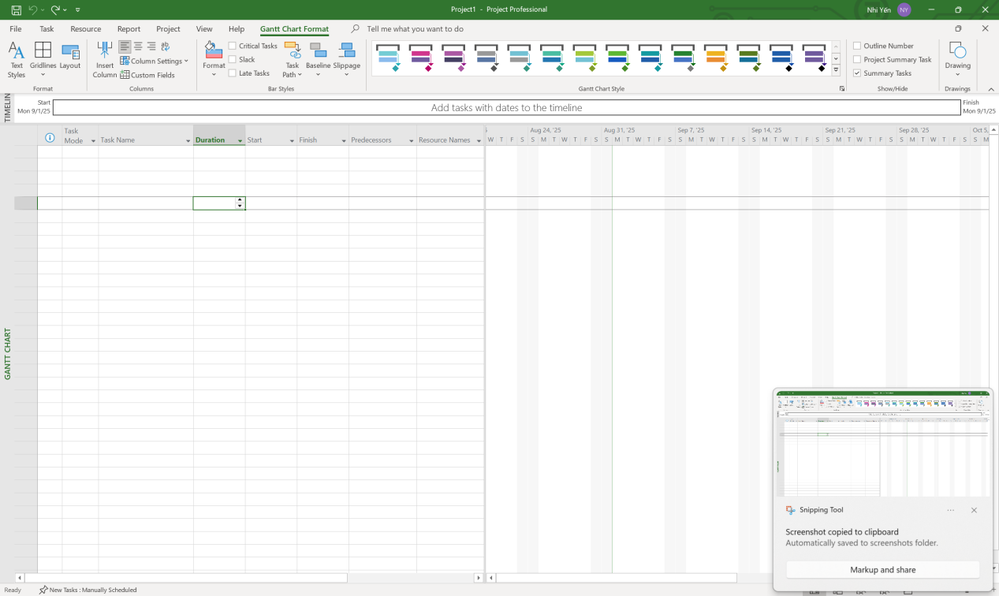 Project1 - Project Professional
Nhi Yến NY
File Task Resource Report Project View Help Gantt Chart Format Tell me what you want to do
Text Styles
Gridlines
Layout
Format
Insert Column
Column Settings
Custom Fields
Columns
Format
Critical Tasks
Slack
Late Tasks
Task Path
Baseline
Slippage
Bar Styles
Gantt Chart Style
Outline Number
Project Summary Task
Summary Tasks
Show/Hide
Drawing
Drawings
TIMELIN
Start
Mon 9/1/25
Add tasks with dates to the timeline
Finish
Mon 9/1/25
Task Mode
Task Name
Duration
Start
Finish
Predecessors
Resource Names
Aug 24, '25 Aug 31, '25 Sep 7, '25 Sep 14, '25 Sep 21, '25 Sep 28, '25 Oct 5,
W T F S S M T W T F S S M T W T F S S M T W T F S S M T W T F S S M T W T F S S M T W T F S S M
GANTT CHART
Snipping Tool
Screenshot copied to clipboard
Automatically saved to screenshots folder.
Markup and share
Ready
New Tasks : Manually Scheduled